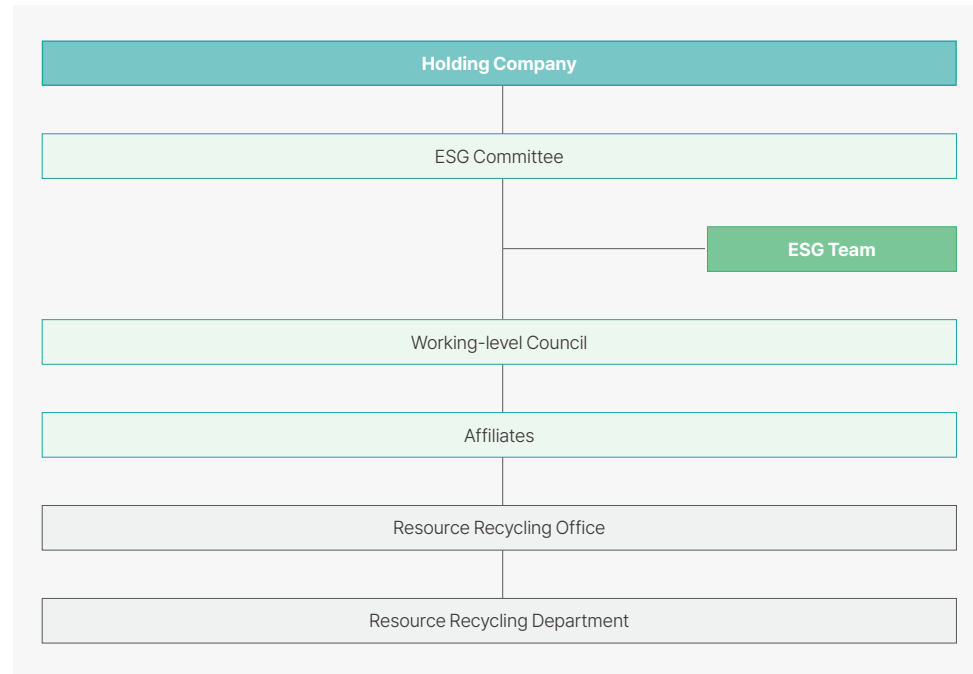 Holding Company
ESG Committee
ESG Team
Working-level Council
Affiliates
Resource Recycling Office
Resource Recycling Department